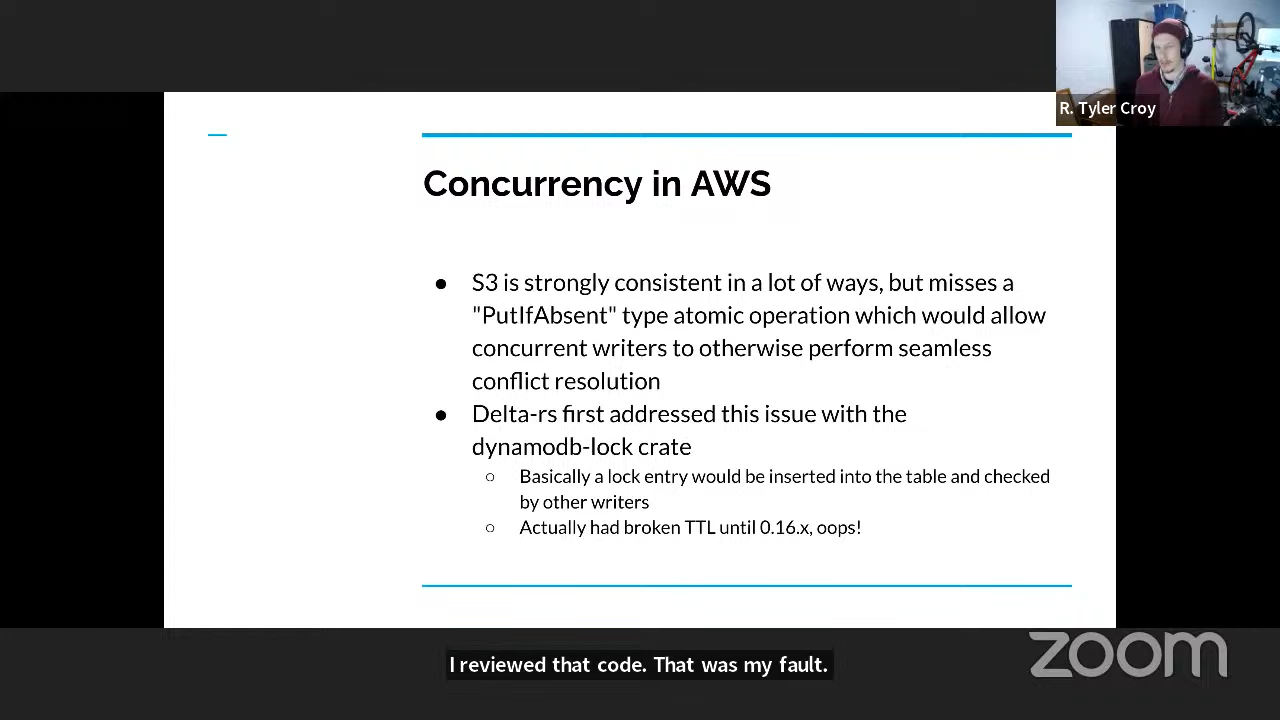 R. Tyler Croy
Concurrency in AWS
● S3 is strongly consistent in a lot of ways, but misses a
"PutIfAbsent" type atomic operation which would allow
concurrent writers to otherwise perform seamless
conflict resolution
● Delta-rs first addressed this issue with the
dynamodb-lock crate
○ Basically a lock entry would be inserted into the table and checked
by other writers
○ Actually had broken TTL until 0.16.x, oops!
I reviewed that code. That was my fault.
zoom